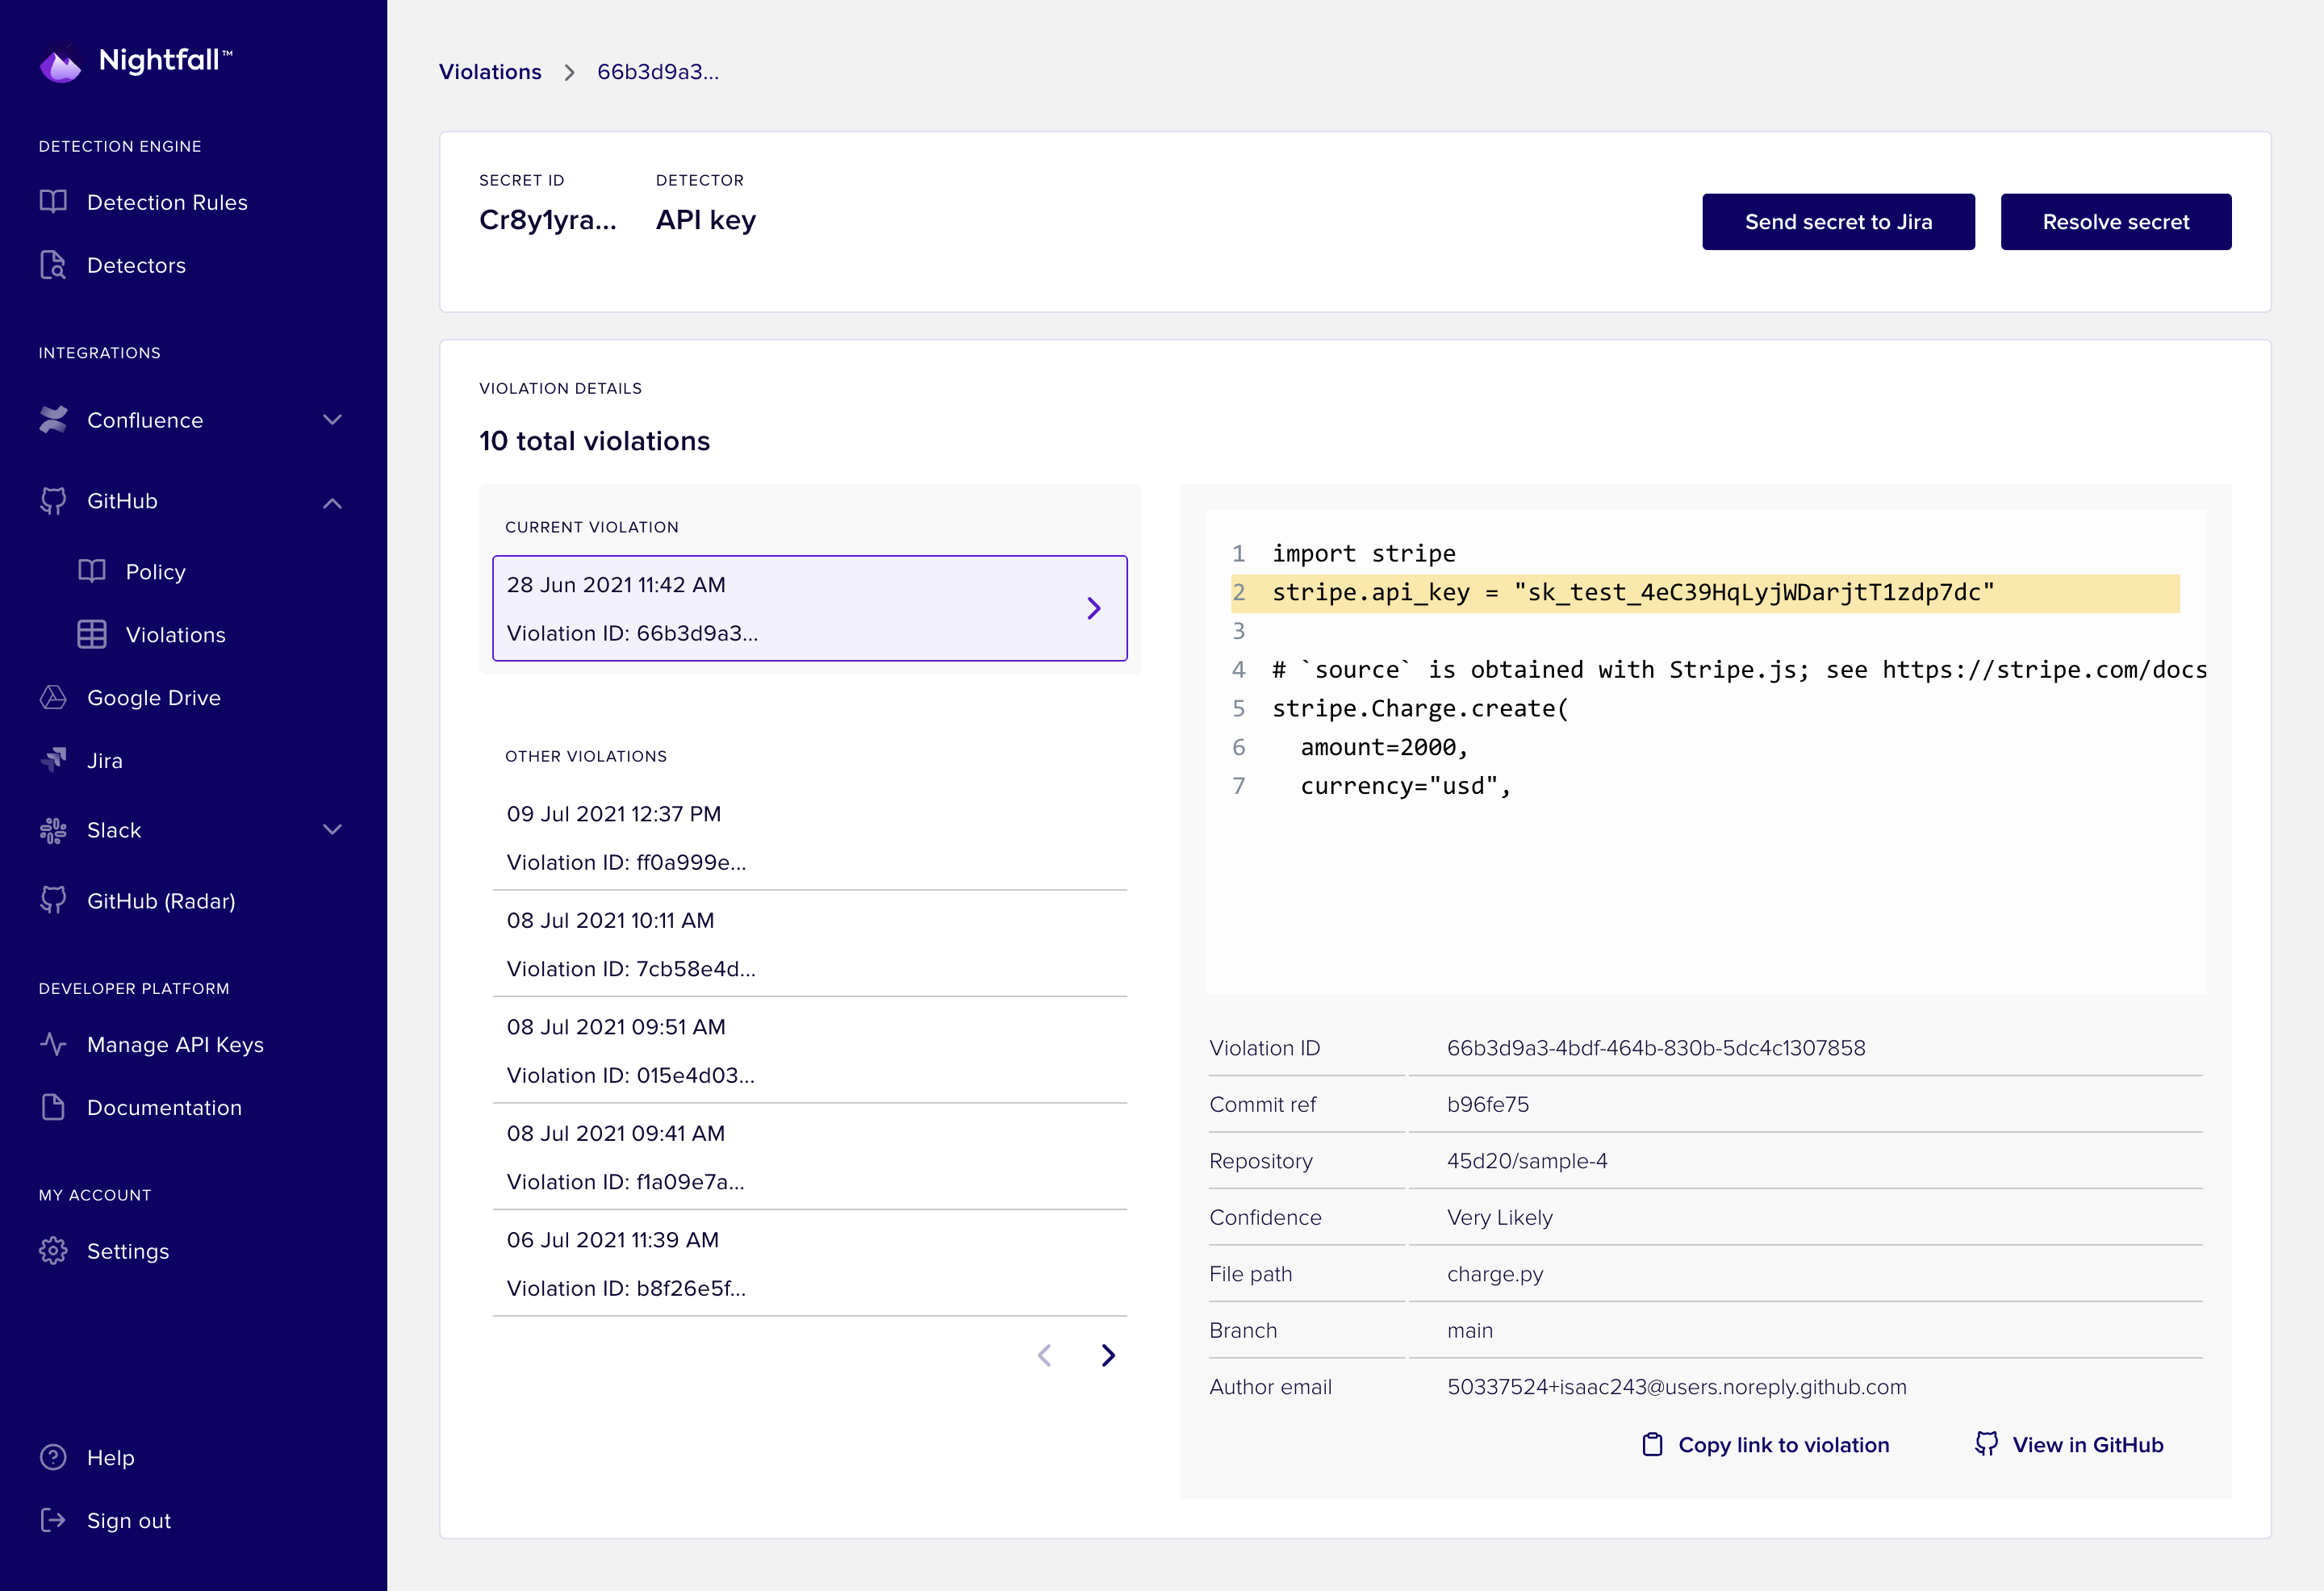 Nightfall™
DETECTION ENGINE
Detection Rules
Detectors
INTEGRATIONS
Confluence
GitHub
Policy
Violations
Google Drive
Jira
Slack
GitHub (Radar)
DEVELOPER PLATFORM
Manage API Keys
Documentation
MY ACCOUNT
Settings
Help
Sign out
Violations > 66b3d9a3...
SECRET ID
Cr8y1yra...
DETECTOR
API key
Send secret to Jira
Resolve secret
VIOLATION DETAILS
10 total violations
CURRENT VIOLATION
28 Jun 2021 11:42 AM
Violation ID: 66b3d9a3...
OTHER VIOLATIONS
09 Jul 2021 12:37 PM
Violation ID: ff0a999e...
08 Jul 2021 10:11 AM
Violation ID: 7cb58e4d...
08 Jul 2021 09:51 AM
Violation ID: 015e4d03...
08 Jul 2021 09:41 AM
Violation ID: f1a09e7a...
06 Jul 2021 11:39 AM
Violation ID: b8f26e5f...
1 import stripe
2 stripe.api_key = "sk_test_4eC39HqLyjWDarjtT1zdp7dc"
3
4 # `source` is obtained with Stripe.js; see https://stripe.com/docs
5 stripe.Charge.create(
6   amount=2000,
7   currency="usd",
Violation ID 66b3d9a3-4bdf-464b-830b-5dc4c1307858
Commit ref b96fe75
Repository 45d20/sample-4
Confidence Very Likely
File path charge.py
Branch main
Author email 50337524+isaac243@users.noreply.github.com
Copy link to violation
View in GitHub